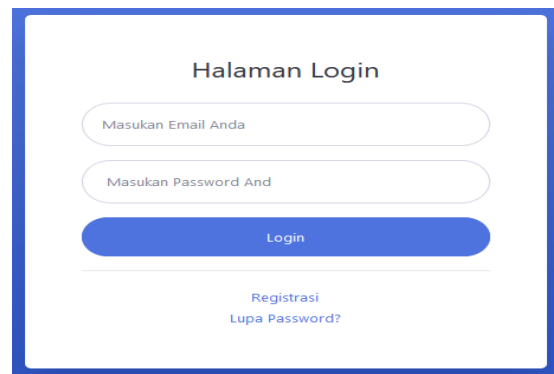 Halaman Login
Masukan Email Anda
Masukan Password And
Login
Registrasi
Lupa Password?